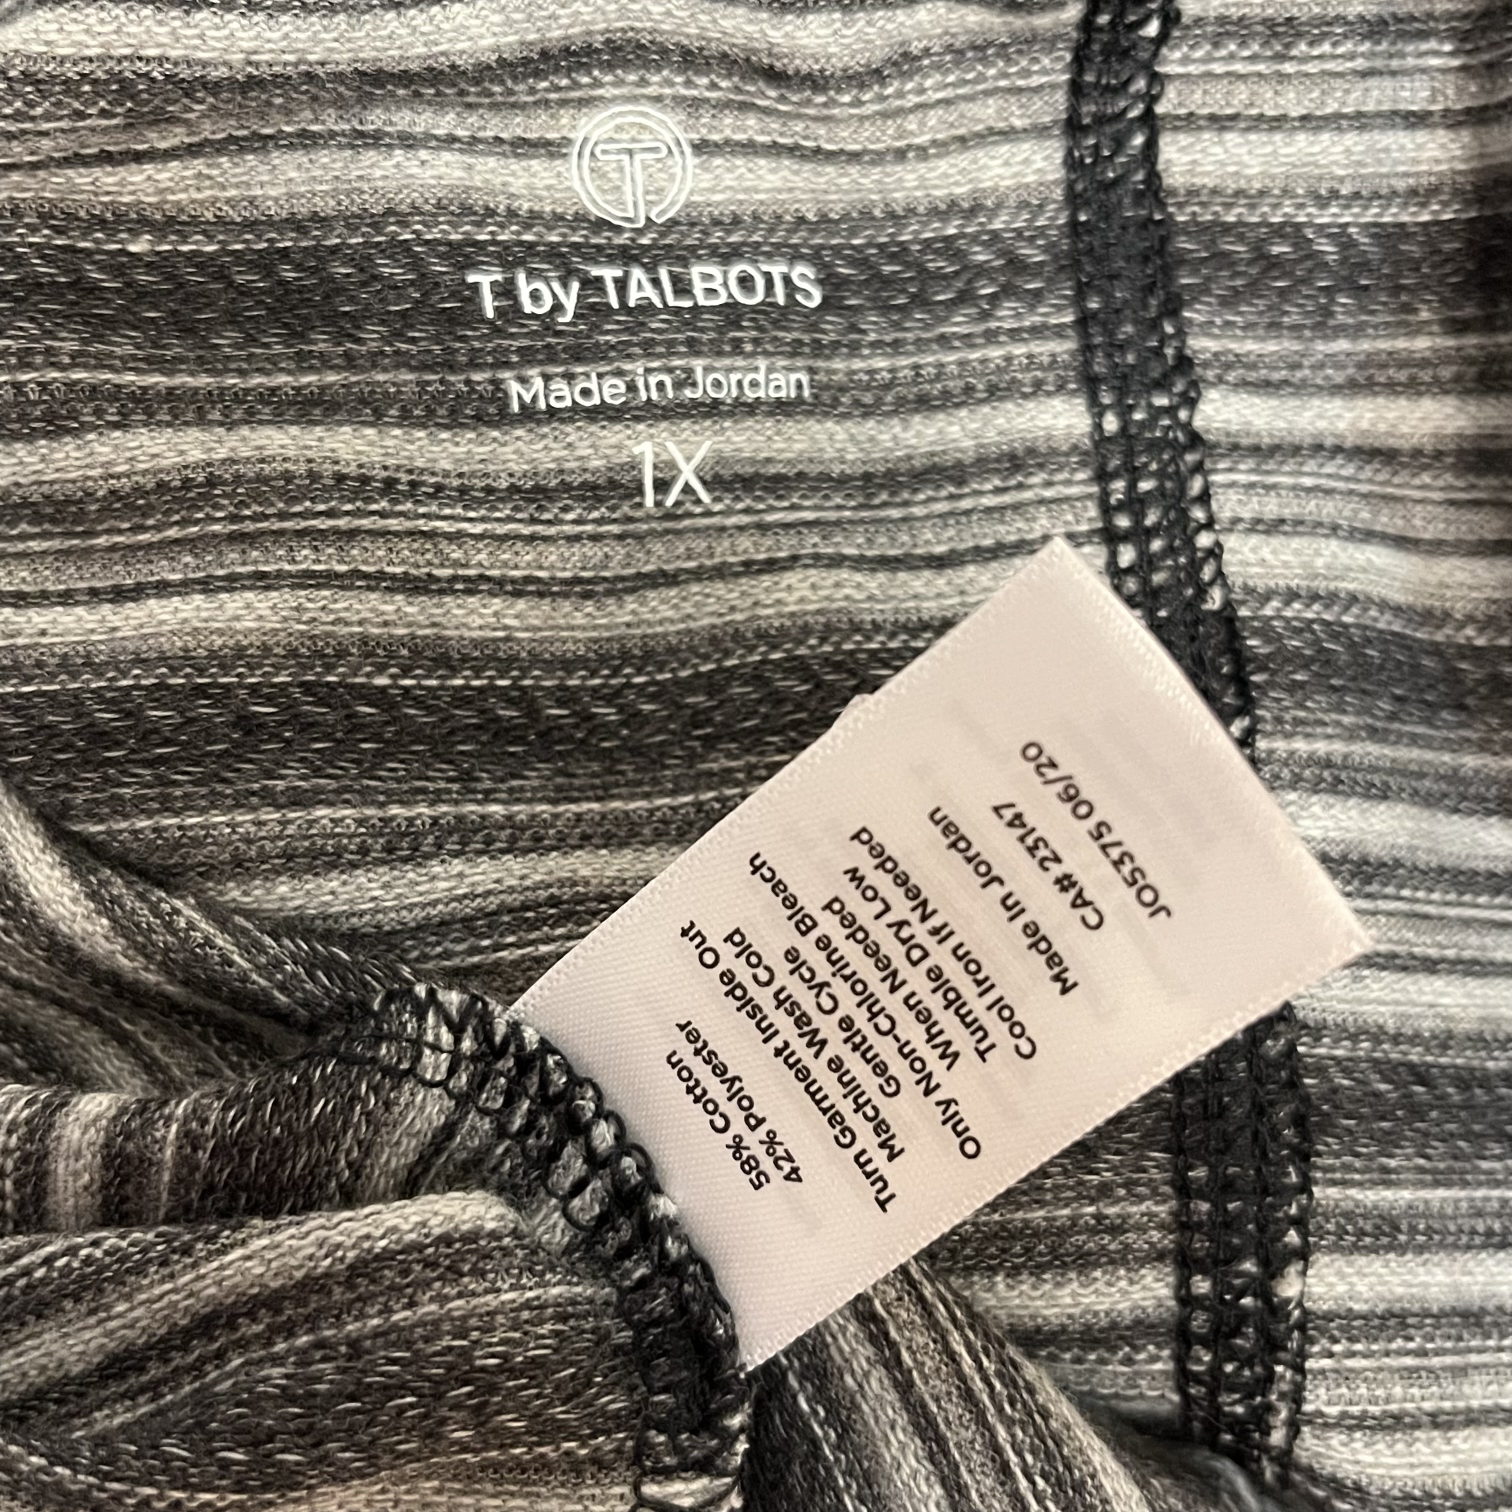 T
T by TALBOTS
Made in Jordan
1X
58% Cotton
42% Polyester
Turn Garment Inside Out
Machine Wash Cold
Gentle Cycle
Only Non-Chlorine Bleach
When Needed
Tumble Dry Low
Cool Iron If Needed
Made In Jordan
CA# 23147
JO5375 06/20